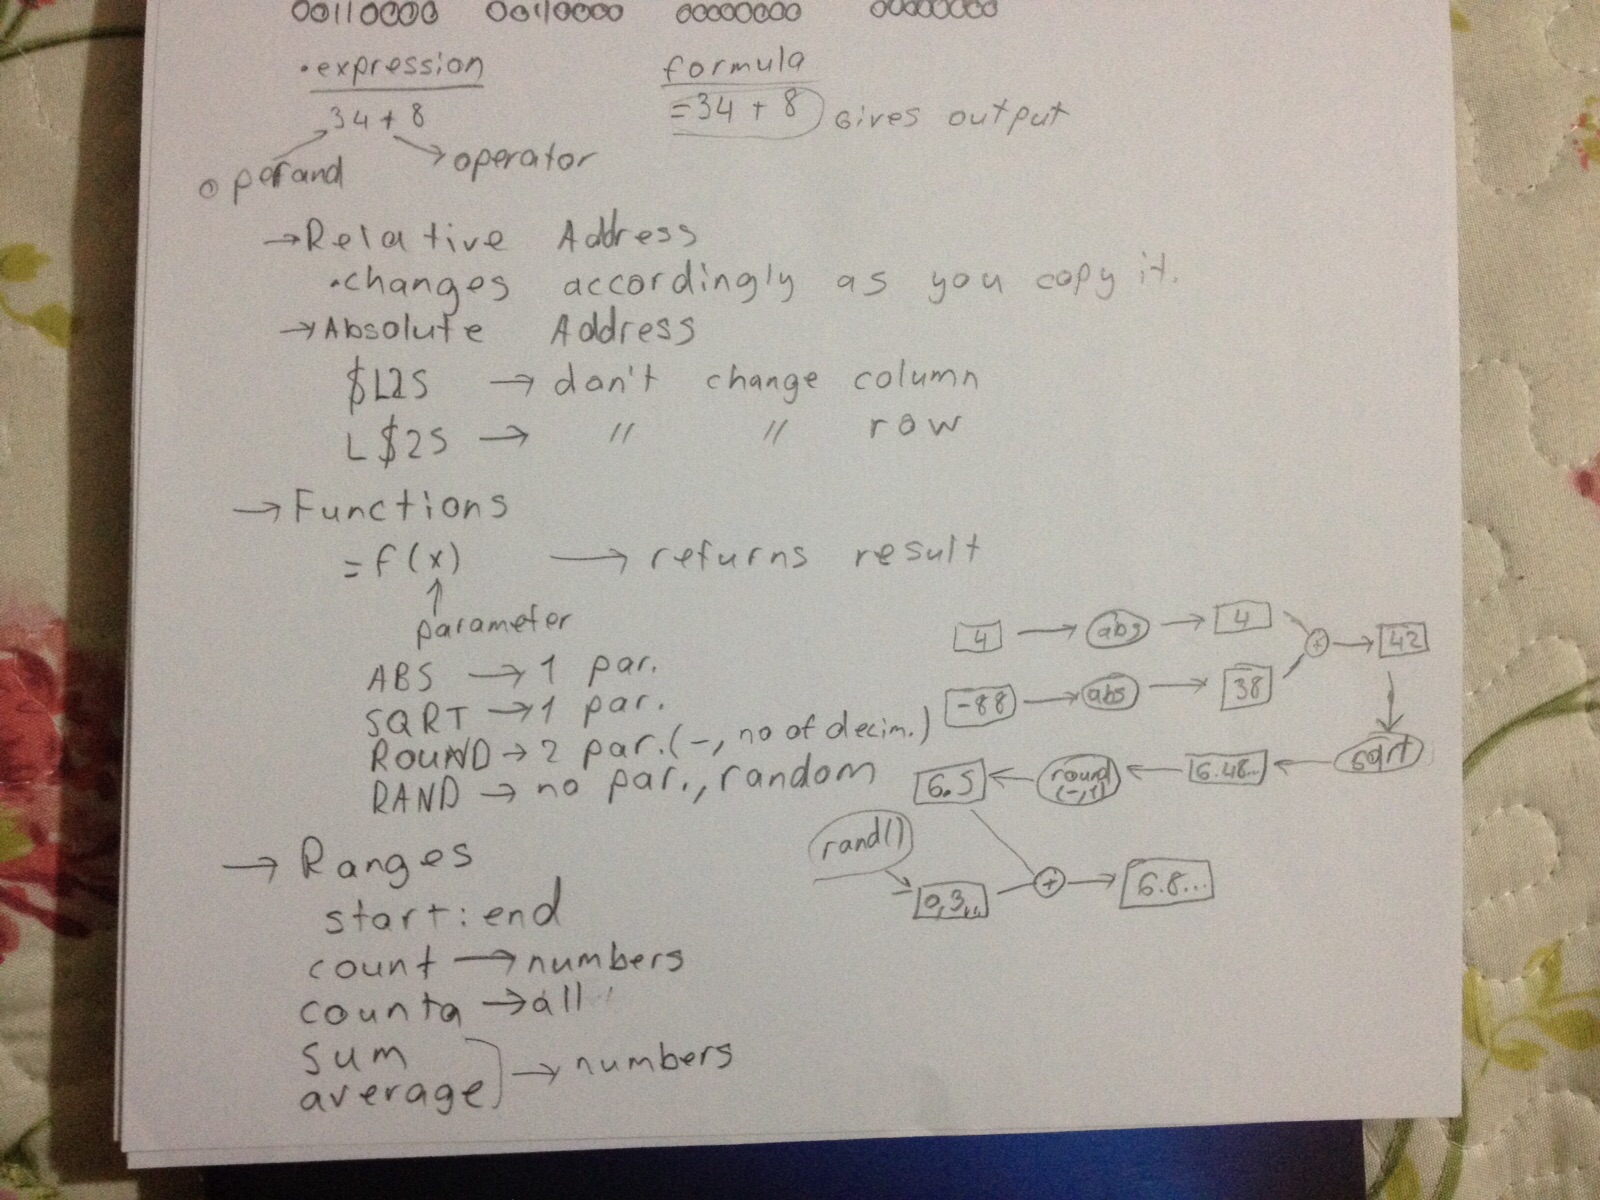 00110000 00110000 00000000 00000000
·expression formula
34+8 =34 + 8 Gives output
operand operator
→Relative Address
·changes accordingly as you copy it.
→Absolute Address
$L25 → don't change column
L$25 → " " row
→Functions
=f(x) → returns result
↑
parameter
ABS → 1 par.
SQRT → 1 par.
ROUND → 2 par.(-, no of decim.)
RAND → no par., random
4 → abs → 4
-88 → abs → 38
+ → 42
6.5 ← round (-,1) ← 6.48... ← sqrt
rand()
0,3... + → 6.8...
→ Ranges
start:end
count → numbers
counta → all
sum
average → numbers